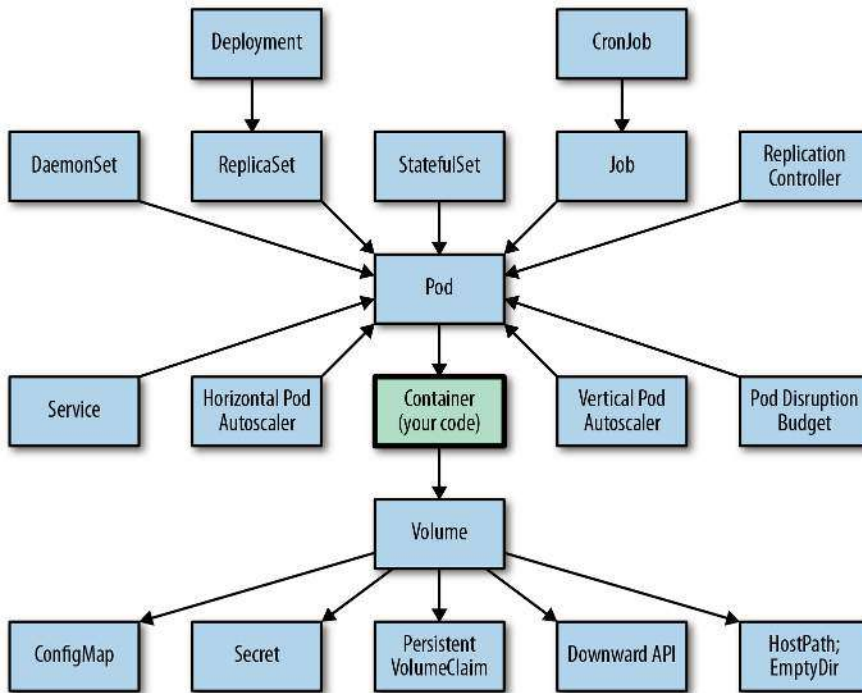 Deployment
CronJob
DaemonSet
ReplicaSet
StatefulSet
Job
Replication
Controller
Pod
Service
Horizontal Pod
Autoscaler
Container
(your code)
Vertical Pod
Autoscaler
Pod Disruption
Budget
Volume
ConfigMap
Secret
Persistent
VolumeClaim
Downward API
HostPath;
EmptyDir